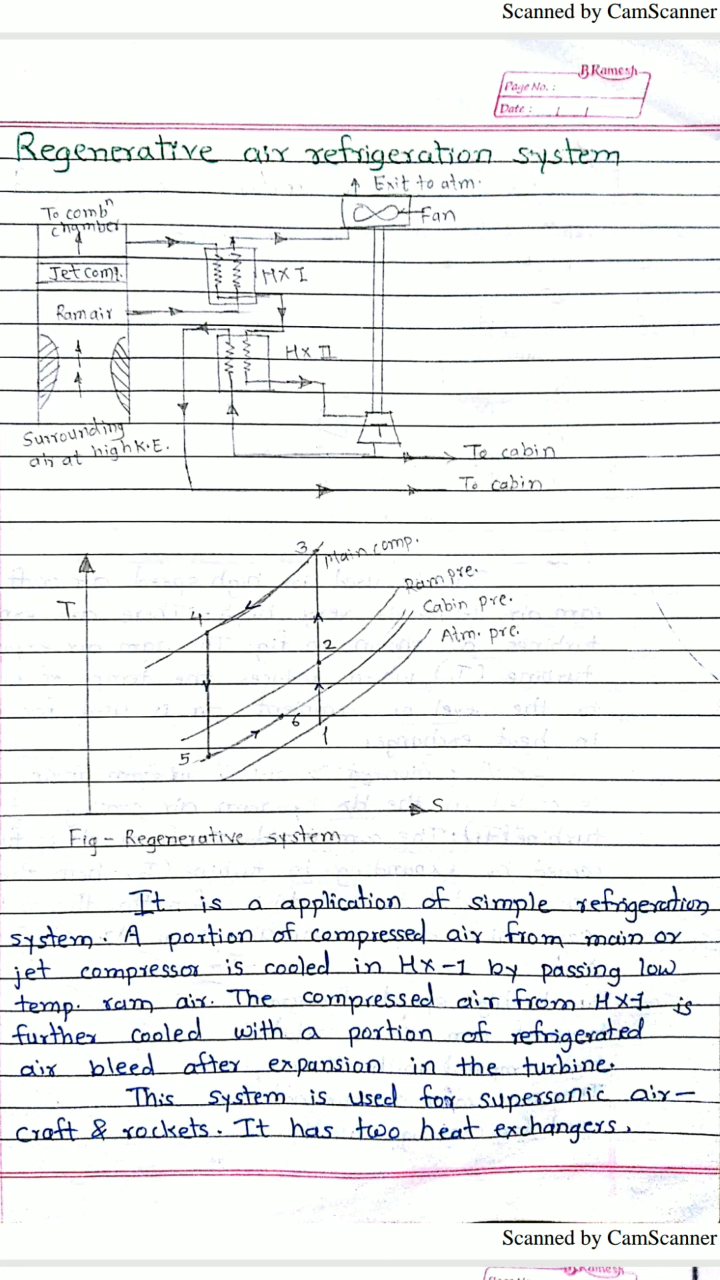 Scanned by CamScanner
B Ramesh
Page No. :
Date : / /
Regenerative air refrigeration system
Exit to atm.
Fan
To combⁿ
chamber
Jet comp.
HX I
Ram air
HX II
Surrounding
air at high K.E.
T
To cabin
To cabin
3
Main comp.
Ram pre.
Cabin pre.
Atm. pre.
T
4
2
6
1
5
S
Fig - Regenerative system
It is a application of simple refrigeration
system. A portion of compressed air from main or
jet compressor is cooled in HX-1 by passing low
temp. ram air. The compressed air from HX1 is
further cooled with a portion of refrigerated
air bleed after expansion in the turbine.
This system is used for supersonic air-
craft & rockets. It has two heat exchangers.
Scanned by CamScanner